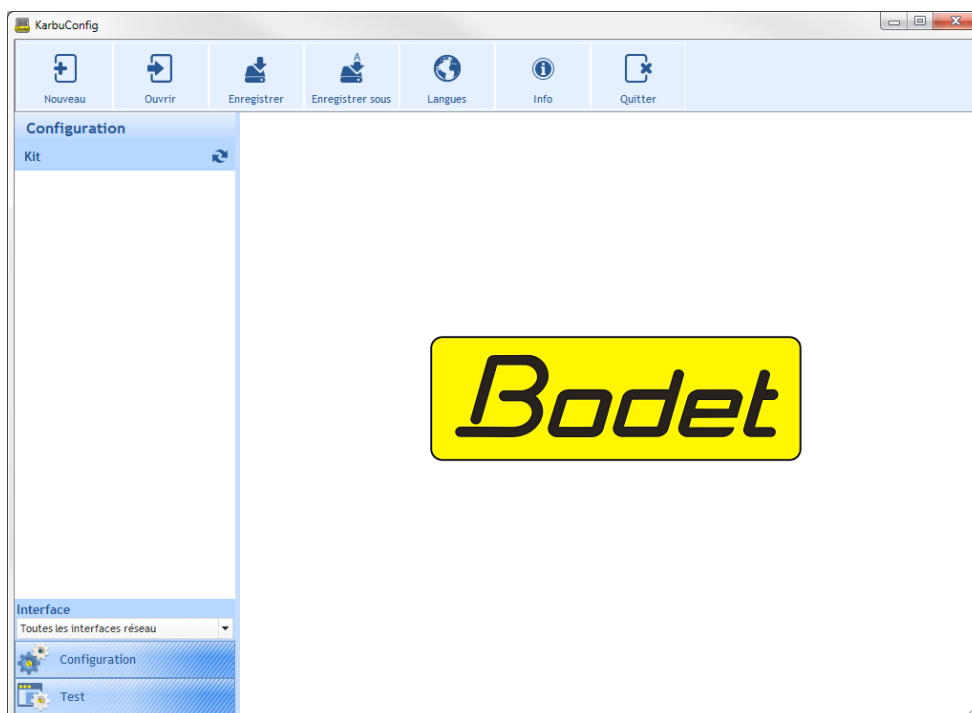 KarbuConfig
Nouveau
Ouvrir
Enregistrer
A
Enregistrer sous
Langues
Info
Quitter
Configuration
Kit
Bodet
Interface
Toutes les interfaces réseau
Configuration
Test